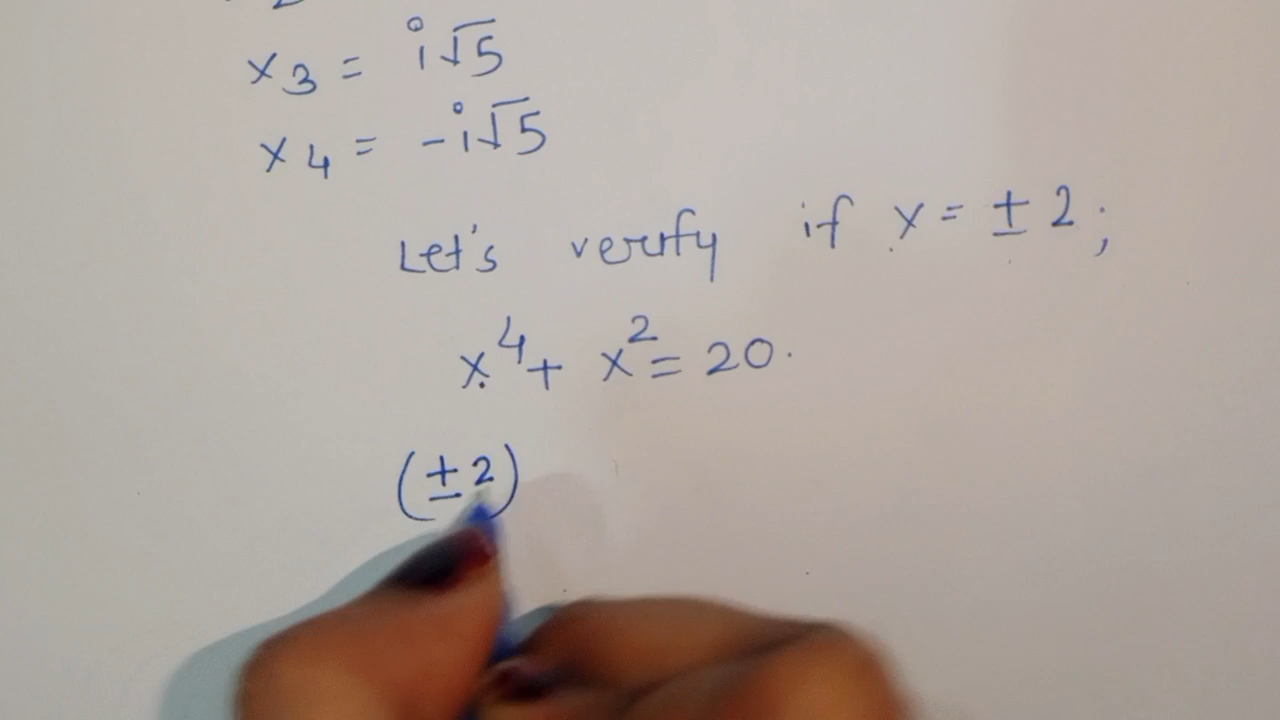 x3 = i√5
x4 = -i√5
Let's verify if x = ± 2;
x⁴ + x² = 20.
(± 2)